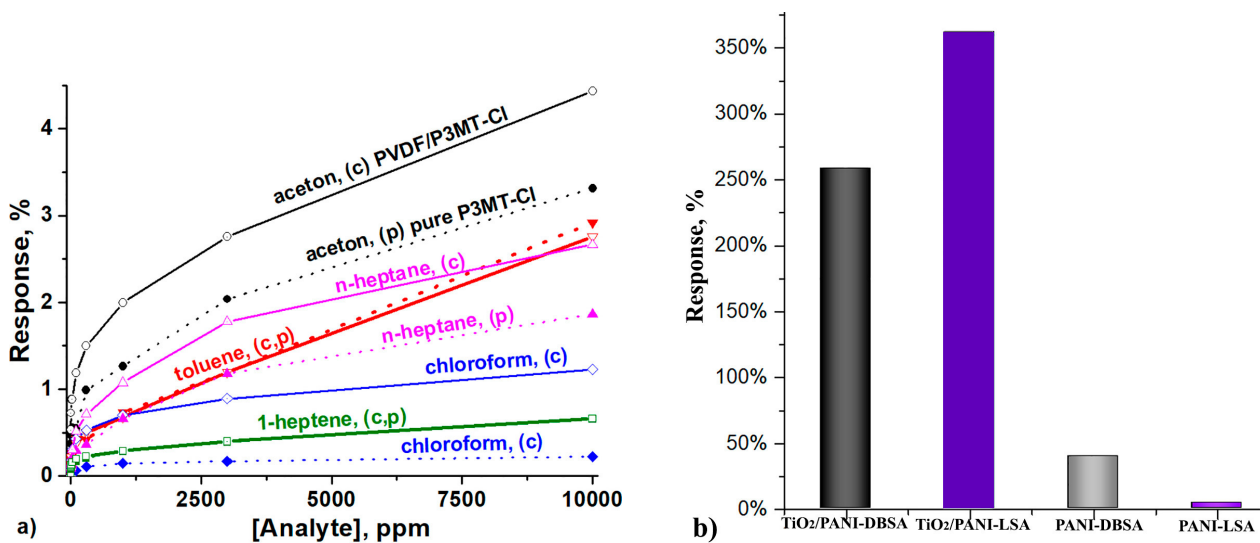 Response, %
4
3
2
1
0
aceton, (c) PVDF/P3MT-Cl
aceton, (p) pure P3MT-Cl
n-heptane, (c)
toluene, (c,p)
n-heptane, (p)
chloroform, (c)
1-heptene, (c,p)
chloroform, (c)
0 2500 5000 7500 10000
[Analyte], ppm
a)
Response, %
350%
300%
250%
200%
150%
100%
50%
0%
TiO2/PANI-DBSA TiO2/PANI-LSA PANI-DBSA PANI-LSA
b)